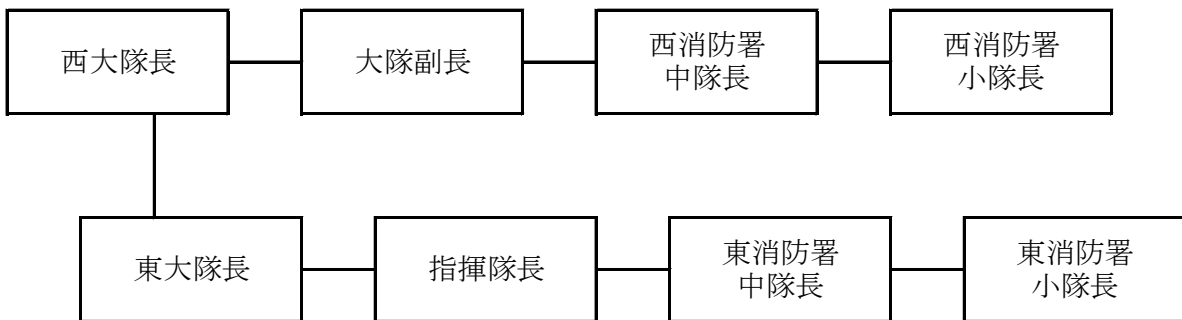 西大隊長
大隊副長
西消防署
中隊長
西消防署
小隊長
東大隊長
指揮隊長
東消防署
中隊長
東消防署
小隊長